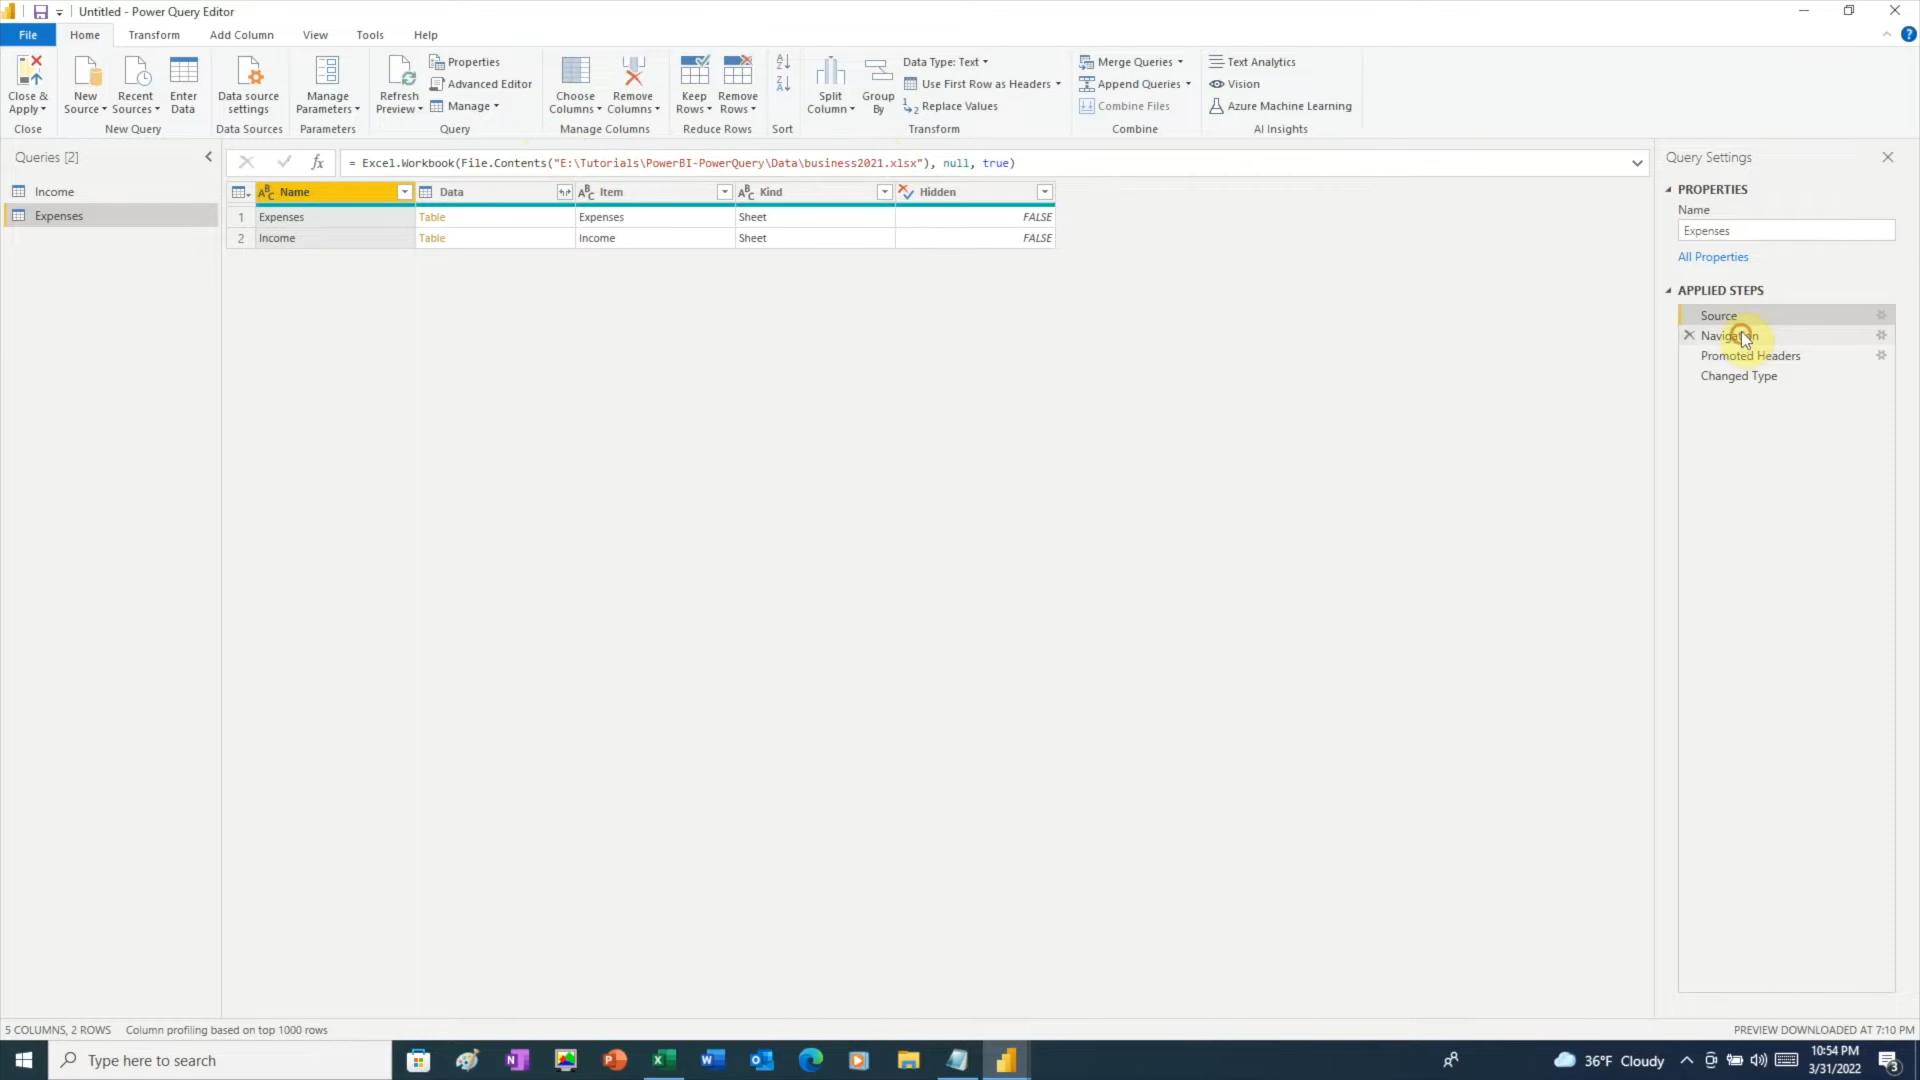 Untitled - Power Query Editor
File Home Transform Add Column View Tools Help
Close & Apply
Close
New Source
Recent Sources
Enter Data
New Query
Data source settings
Data Sources
Manage Parameters
Parameters
Refresh Preview
Properties
Advanced Editor
Manage
Query
Choose Columns
Remove Columns
Manage Columns
Keep Rows
Remove Rows
Reduce Rows
Sort
Split Column
Group By
Data Type: Text
Use First Row as Headers
Replace Values
Transform
Merge Queries
Append Queries
Combine Files
Combine
Text Analytics
Vision
Azure Machine Learning
AI Insights
Queries [2]
Income
Expenses
fx = Excel.Workbook(File.Contents("E:\Tutorials\PowerBI-PowerQuery\Data\business2021.xlsx"), null, true)
Name Data Item Kind Hidden
1 Expenses Table Expenses Sheet FALSE
2 Income Table Income Sheet FALSE
Query Settings
PROPERTIES
Name
Expenses
All Properties
APPLIED STEPS
Source
Navigation
Promoted Headers
Changed Type
5 COLUMNS, 2 ROWS Column profiling based on top 1000 rows
PREVIEW DOWNLOADED AT 7:10 PM
Type here to search
36°F Cloudy
10:54 PM
3/31/2022
3